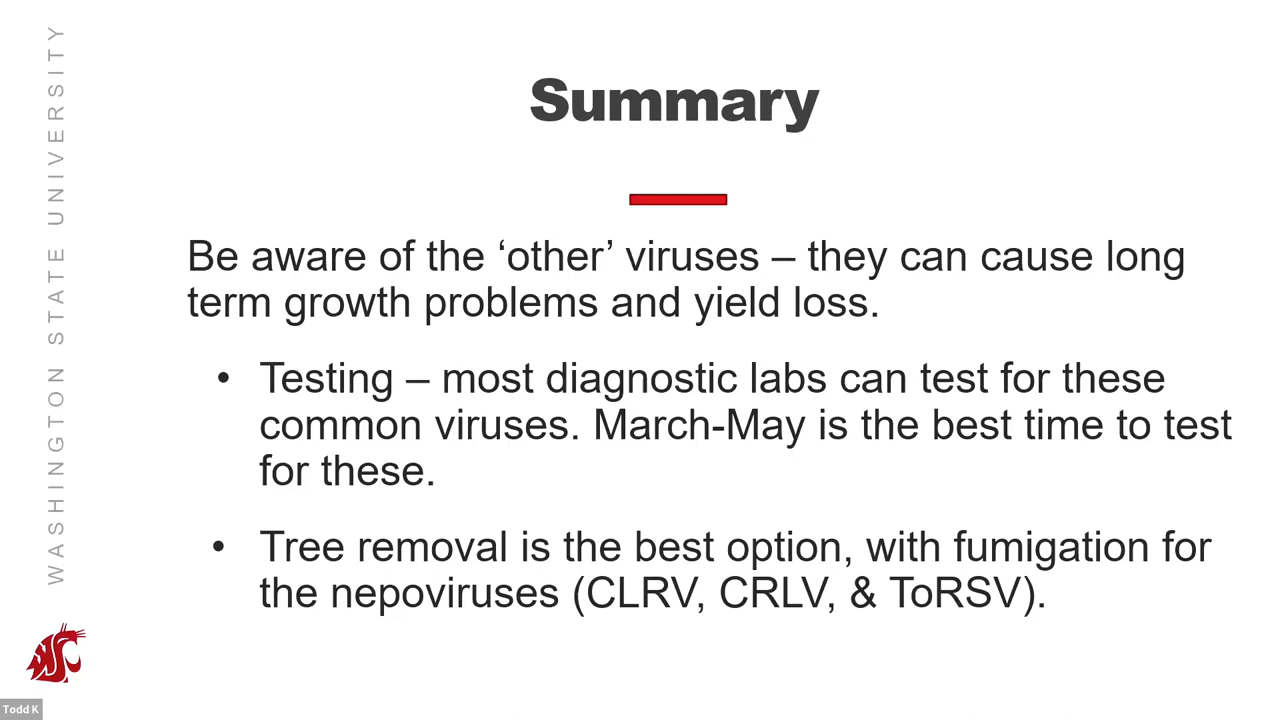 WASHINGTON STATE UNIVERSITY
Summary
Be aware of the ‘other’ viruses – they can cause long
term growth problems and yield loss.
• Testing – most diagnostic labs can test for these
common viruses. March-May is the best time to test
for these.
• Tree removal is the best option, with fumigation for
the nepoviruses (CLRV, CRLV, & ToRSV).
Todd K